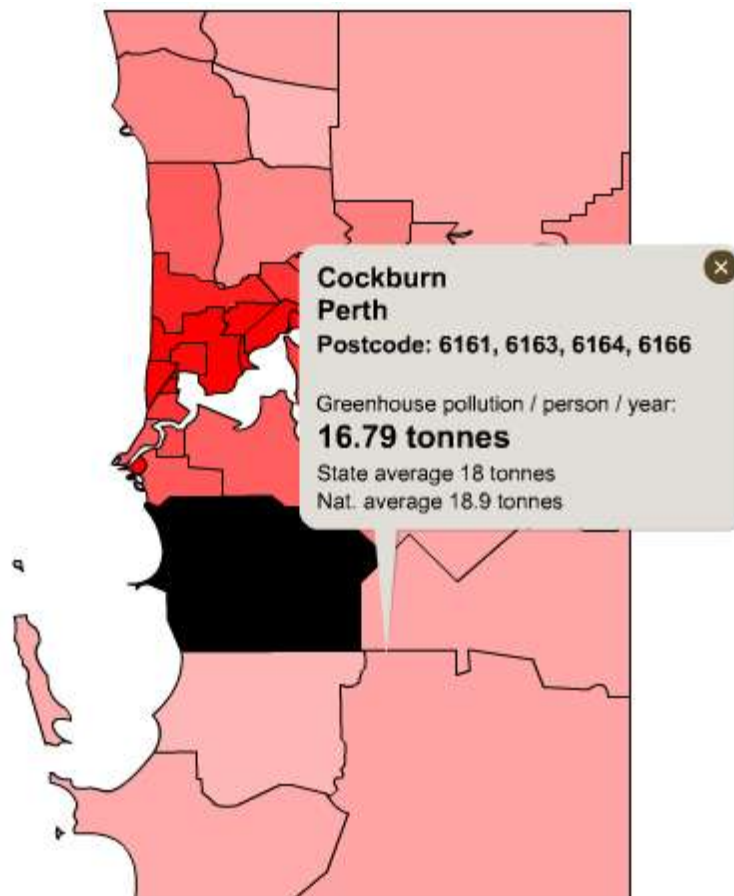 Cockburn
Perth
Postcode: 6161, 6163, 6164, 6166
Greenhouse pollution / person / year:
16.79 tonnes
State average 18 tonnes
Nat. average 18.9 tonnes